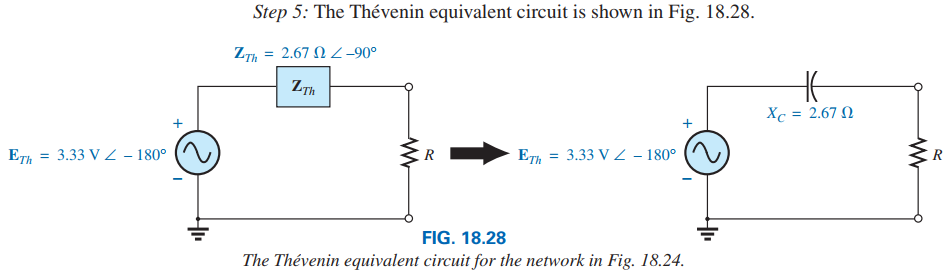 Step 5: The Thévenin equivalent circuit is shown in Fig. 18.28.
Z_Th = 2.67 Ω ∠ –90°
Z_Th
+
E_Th = 3.33 V ∠ – 180°
–
R
X_C = 2.67 Ω
+
E_Th = 3.33 V ∠ – 180°
–
R
FIG. 18.28
The Thévenin equivalent circuit for the network in Fig. 18.24.